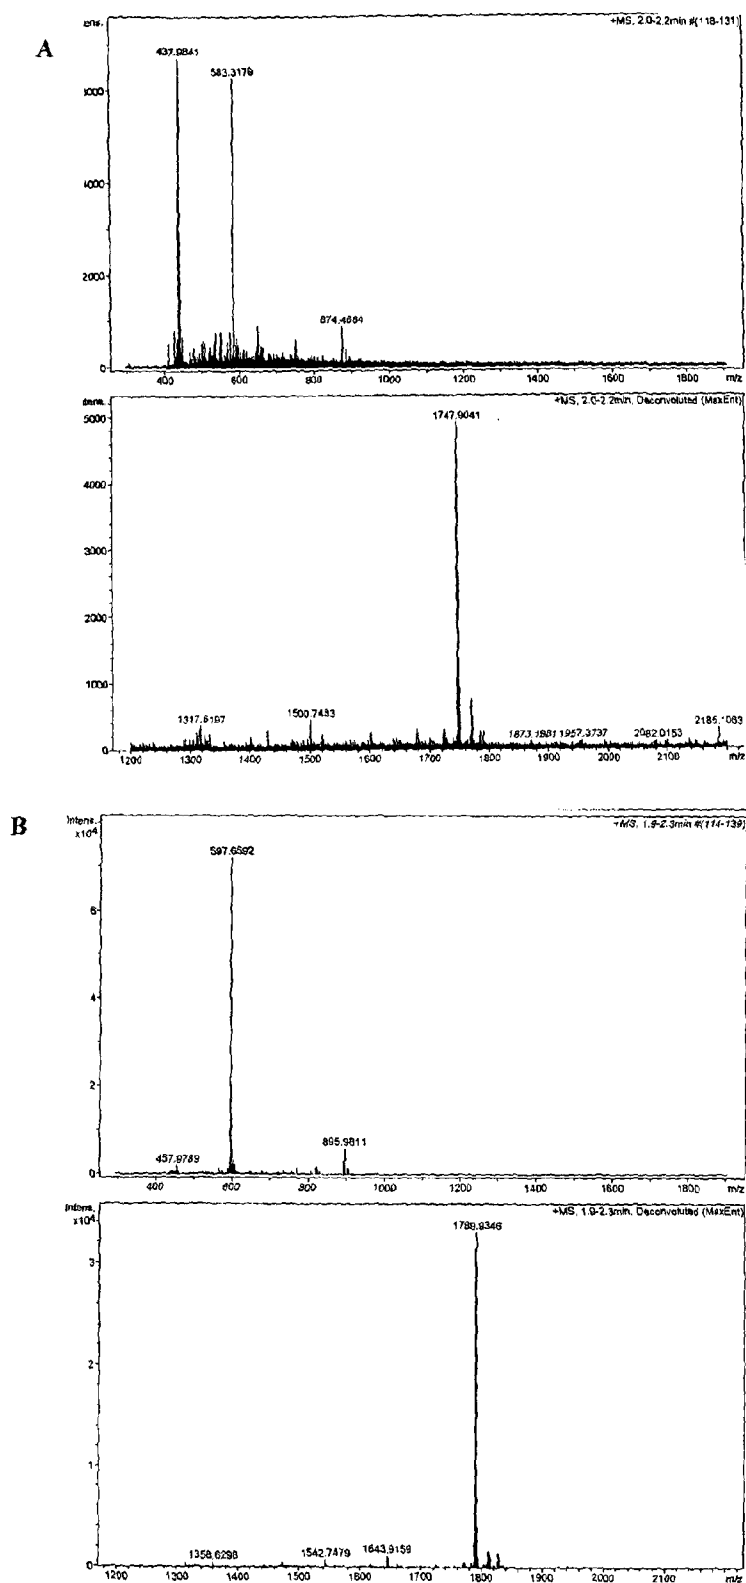 A
+MS, 2.0-2.2min #(118-131)
437.9841
583.3179
4000
2000
874.4884
0
400 600 800 1000 1200 1400 1600 1800 m/z
+MS, 2.0-2.2min, Deconvoluted (MaxEnt)
5000
1747.9041
4000
3000
2000
1000
1317.6197
1500.7433
1873.1981
1957.3737
2082.0153
2185.1083
0
1200 1300 1400 1500 1600 1700 1800 1900 2000 2100 m/z
B
Intens.
x10⁴
+MS, 1.9-2.3min #(114-139)
597.6592
6
4
2
457.9789
895.9811
0
400 600 800 1000 1200 1400 1600 1800 m/z
Intens.
x10⁴
+MS, 1.9-2.3min, Deconvoluted (MaxEnt)
1789.9346
3
2
1
1358.6298
1542.7479
1643.9159
0
1200 1300 1400 1500 1600 1700 1800 1900 2000 2100 m/z